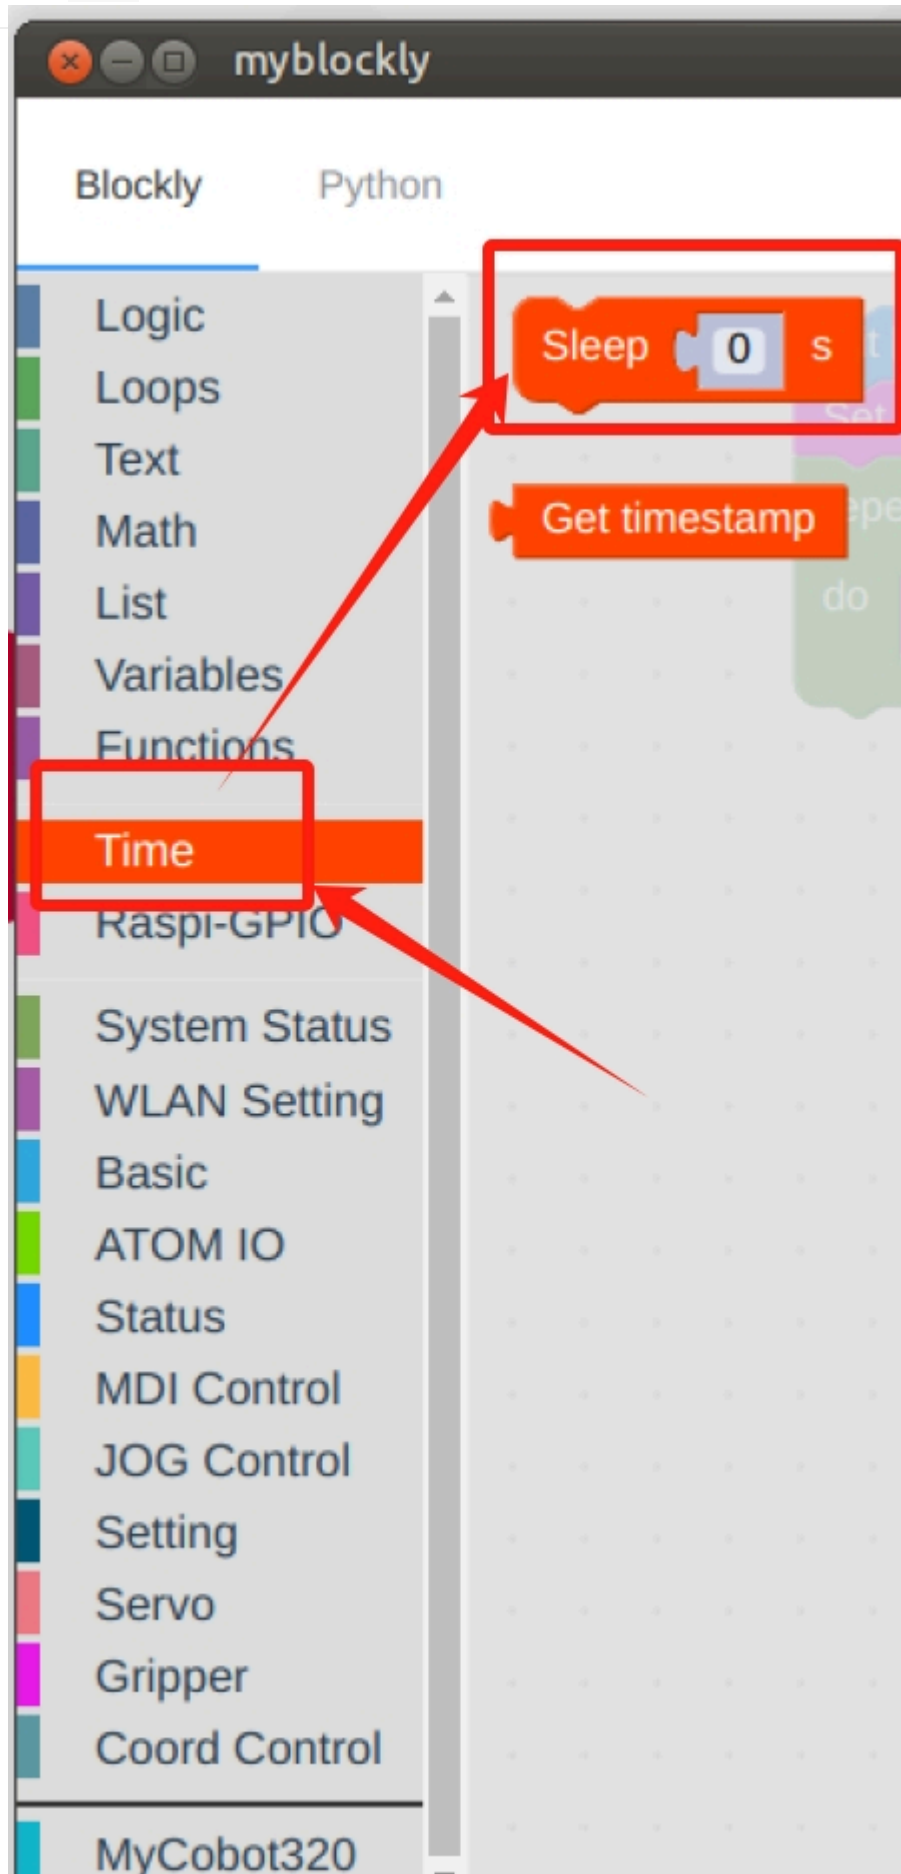 myblockly
Blockly Python
Logic
Loops
Text
Math
List
Variables
Functions
Time
Raspi-GPIO
System Status
WLAN Setting
Basic
ATOM IO
Status
MDI Control
JOG Control
Setting
Servo
Gripper
Coord Control
MyCobot320
Sleep 0 s
Get timestamp
Set
do